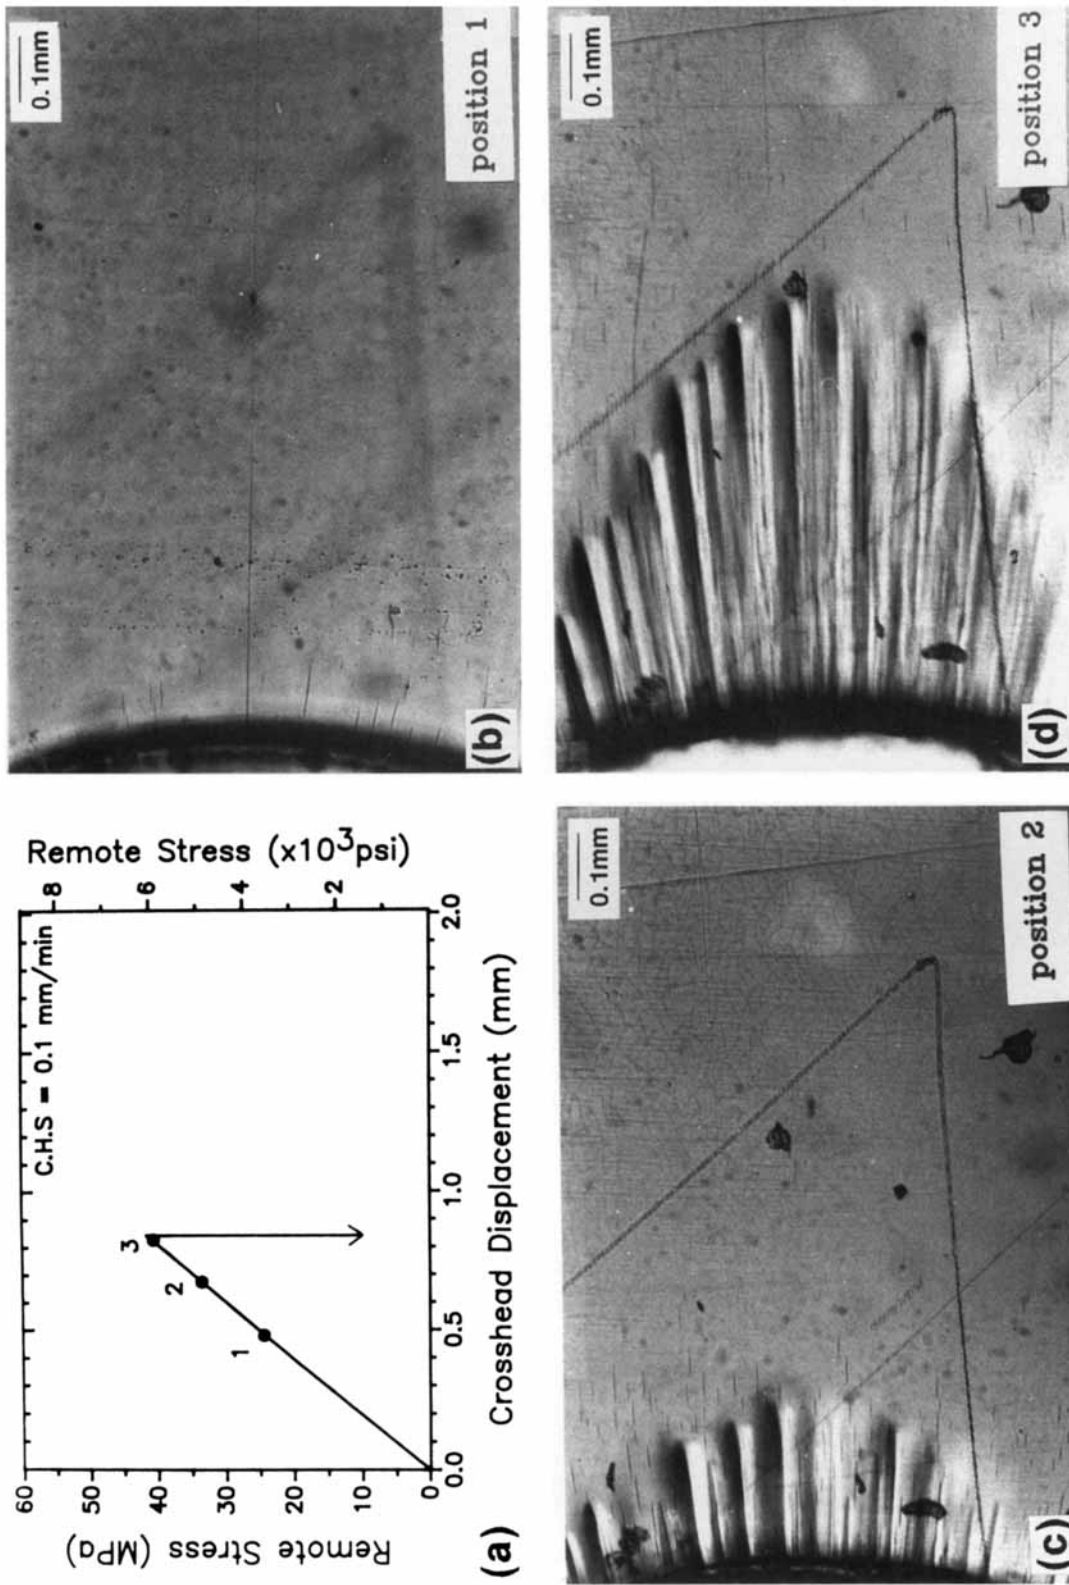 (a)
Remote Stress (MPa)
60
50
40
30
20
10
0
C.H.S = 0.1 mm/min
1
2
3
0.0
0.5
1.0
1.5
2.0
Crosshead Displacement (mm)
8
6
4
2
Remote Stress (x10³psi)
(b)
0.1mm
position 1
(c)
0.1mm
position 2
(d)
0.1mm
position 3